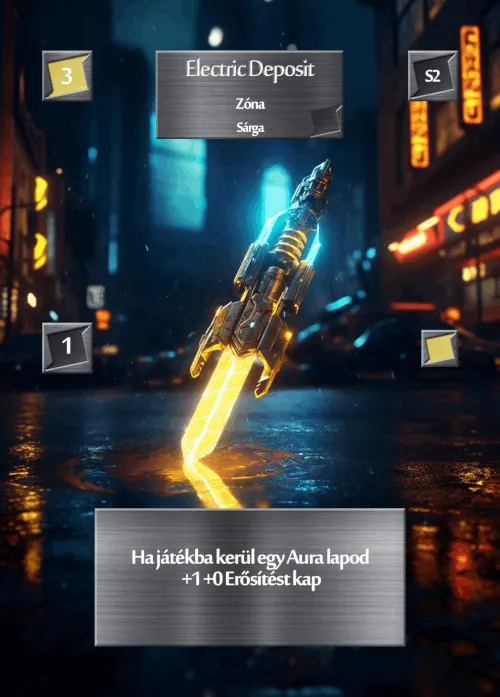 3
Electric Deposit
S2
Zóna
Sárga
1
Ha játékba kerül egy Aura lapod
+1 +0 Erősítést kap